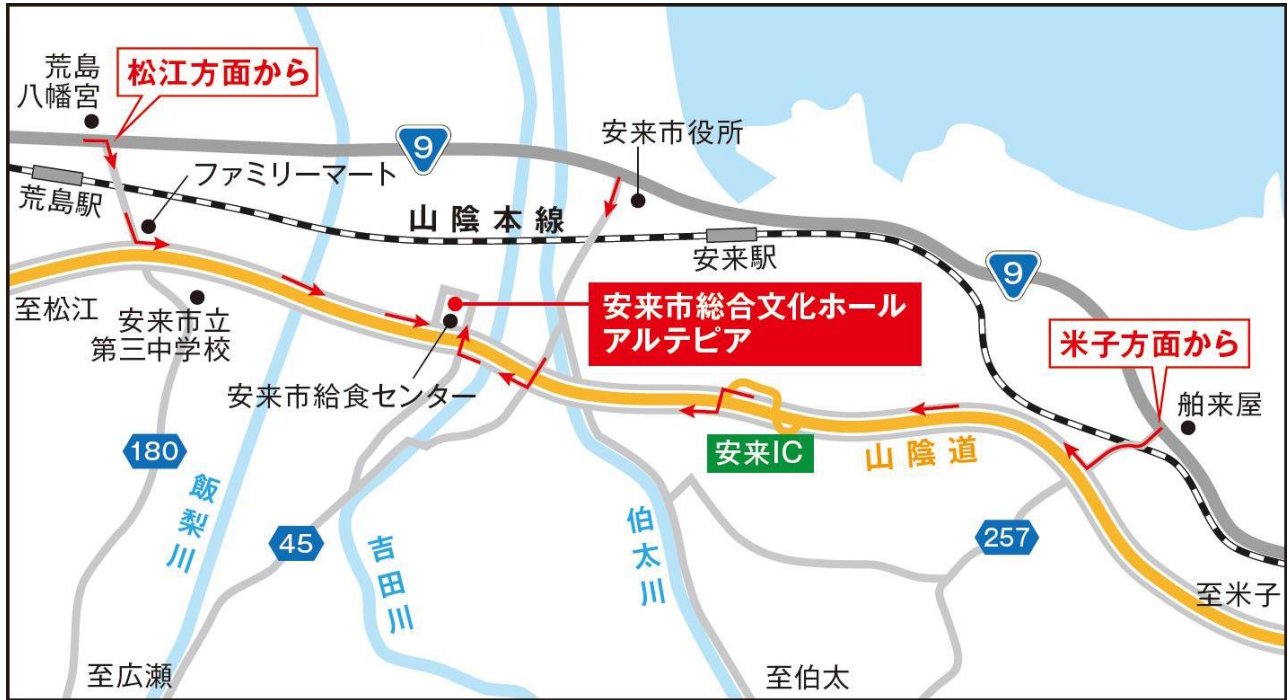 荒島
八幡宮
松江方面から
9
安来市役所
ファミリーマート
荒島駅
山陰本線
安来駅
9
至松江
安来市立
第三中学校
安来市総合文化ホール
アルテピア
米子方面から
安来市給食センター
舶来屋
安来IC
山陰道
180
飯梨川
45
吉田川
伯太川
257
至米子
至広瀬
至伯太